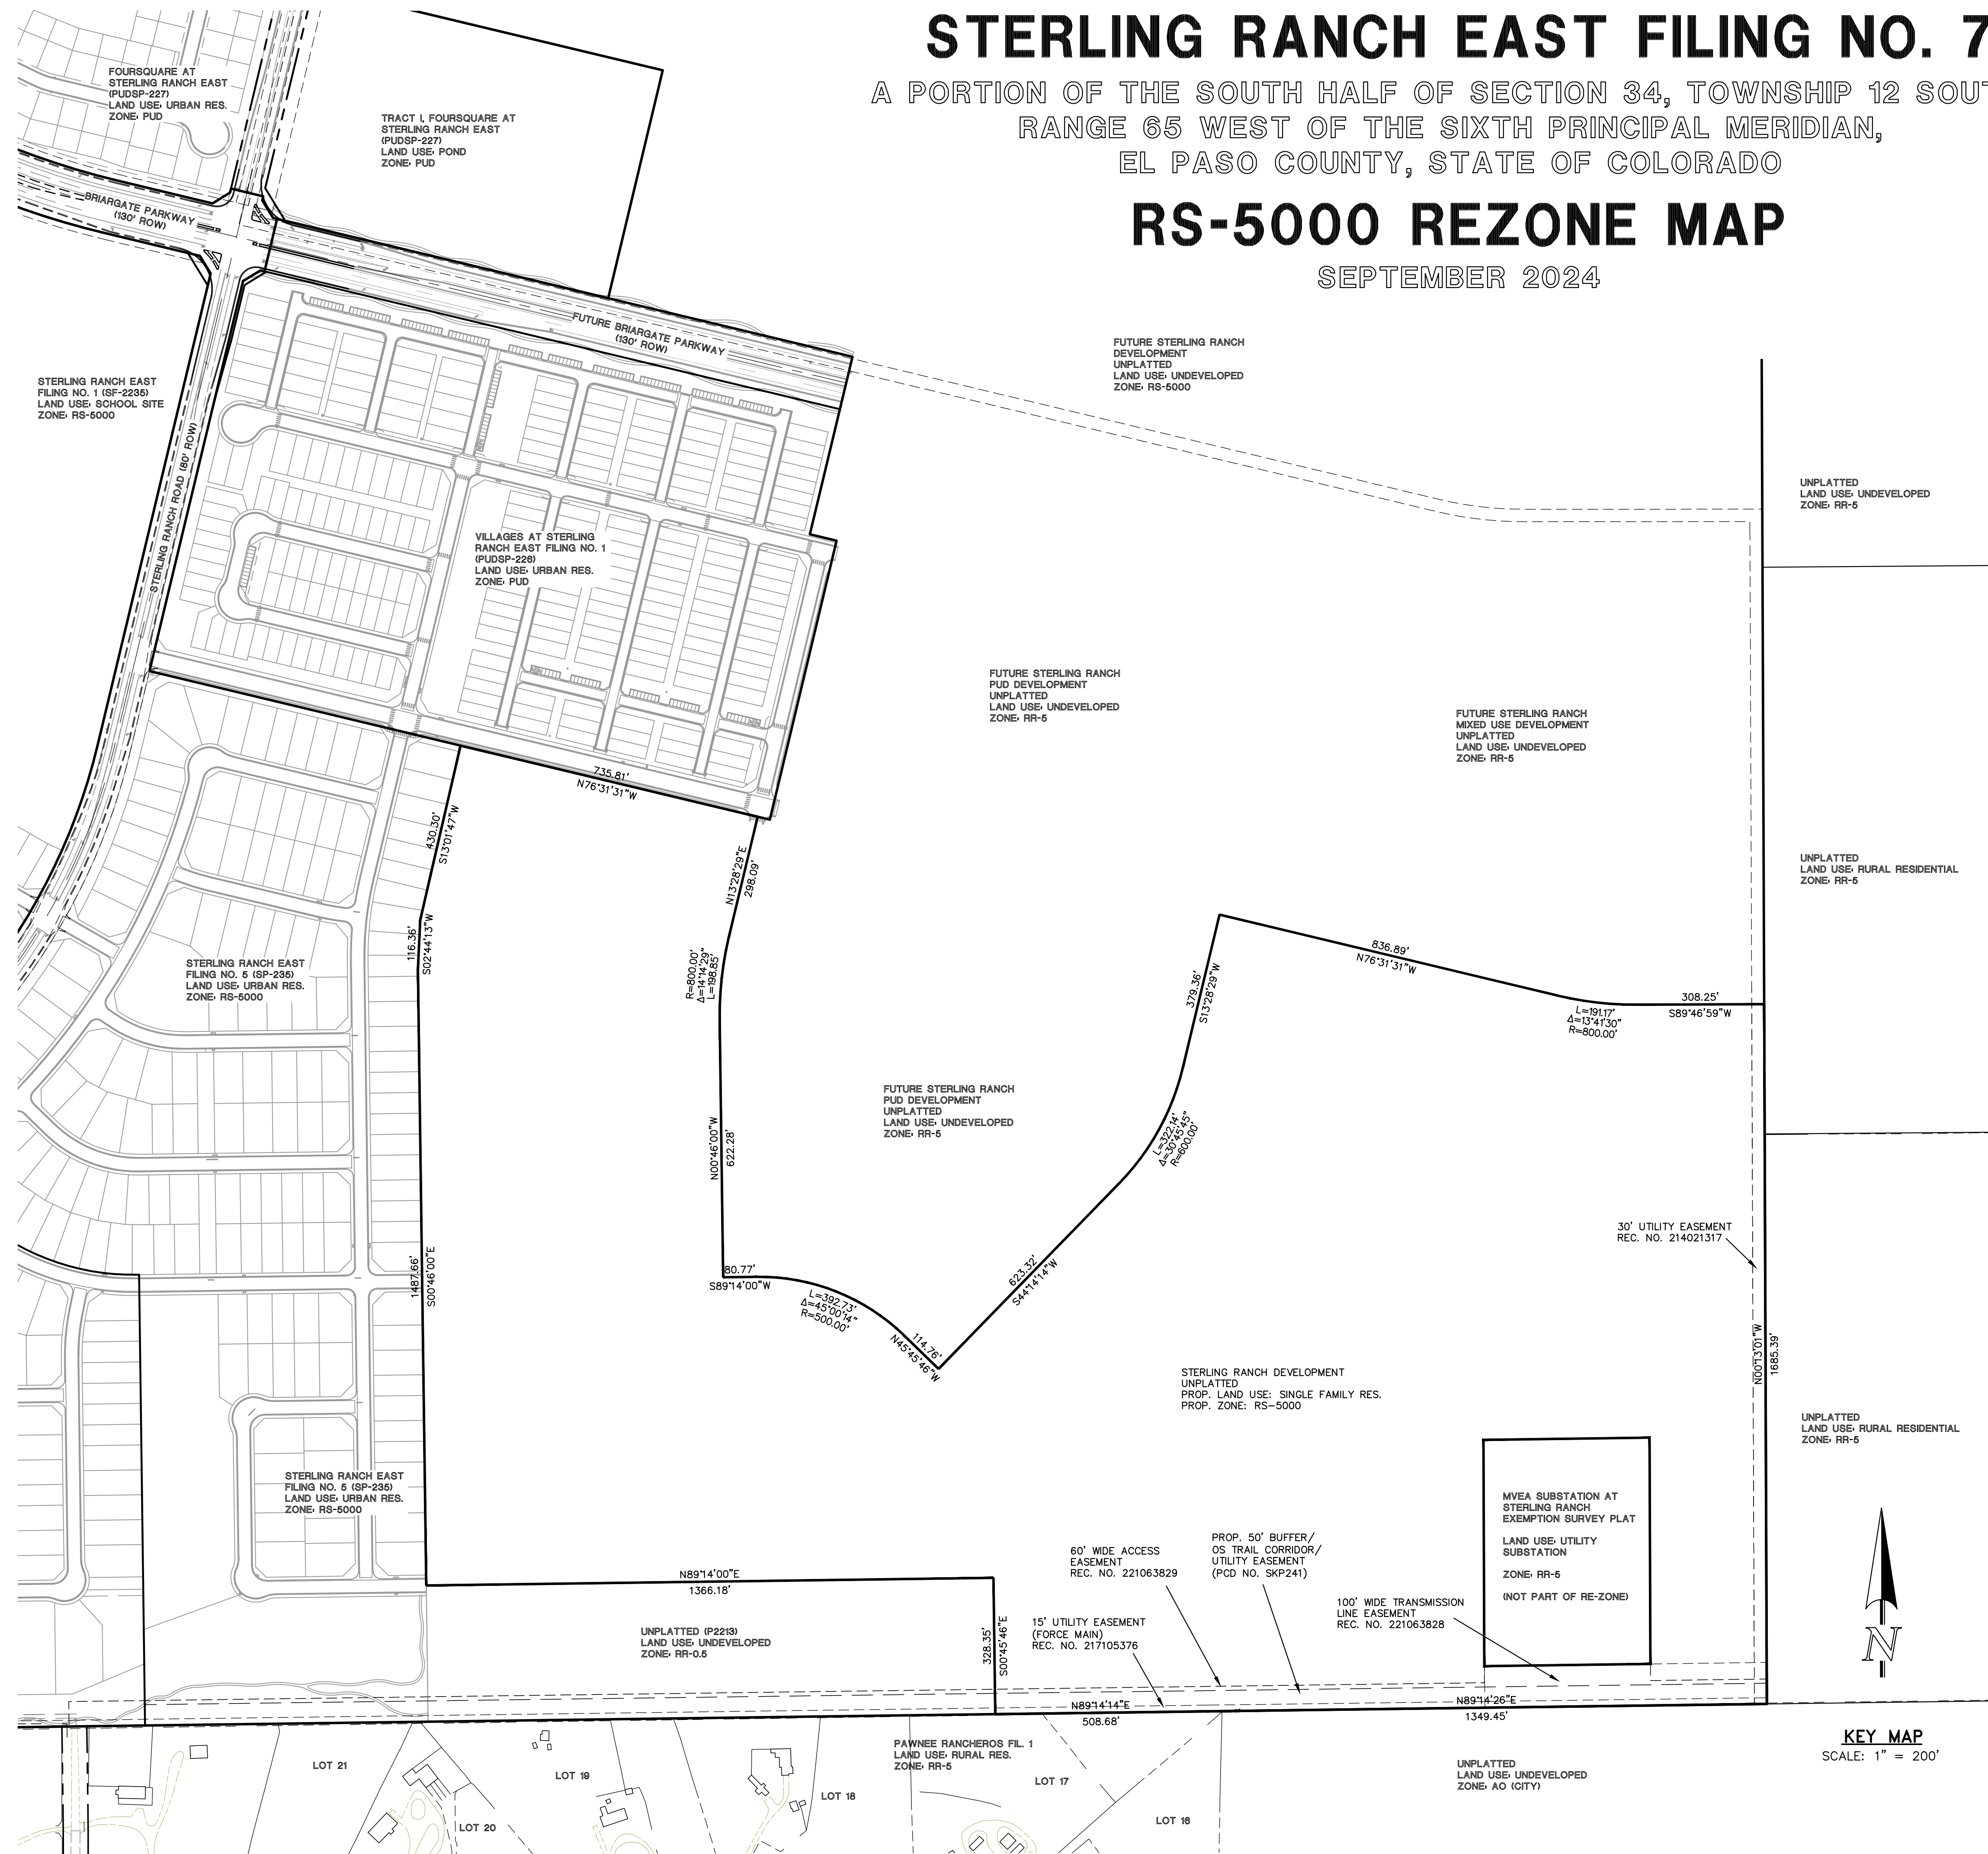 STERLING RANCH EAST FILING NO. 7
A PORTION OF THE SOUTH HALF OF SECTION 34, TOWNSHIP 12 SOUT
RANGE 65 WEST OF THE SIXTH PRINCIPAL MERIDIAN,
EL PASO COUNTY, STATE OF COLORADO
RS-5000 REZONE MAP
SEPTEMBER 2024
FOURSQUARE AT
STERLING RANCH EAST
(PUDSP-227)
LAND USE: URBAN RES.
ZONE: PUD
TRACT I, FOURSQUARE AT
STERLING RANCH EAST
(PUDSP-227)
LAND USE: POND
ZONE: PUD
BRIARGATE PARKWAY
(130' ROW)
FUTURE BRIARGATE PARKWAY
(130' ROW)
FUTURE STERLING RANCH
DEVELOPMENT
UNPLATTED
LAND USE: UNDEVELOPED
ZONE: RS-5000
STERLING RANCH EAST
FILING NO. 1 (SF-2235)
LAND USE: SCHOOL SITE
ZONE: RS-5000
STERLING RANCH ROAD (80' ROW)
UNPLATTED
LAND USE: UNDEVELOPED
ZONE: RR-5
VILLAGES AT STERLING
RANCH EAST FILING NO. 1
(PUDSP-226)
LAND USE: URBAN RES.
ZONE: PUD
FUTURE STERLING RANCH
PUD DEVELOPMENT
UNPLATTED
LAND USE: UNDEVELOPED
ZONE: RR-5
FUTURE STERLING RANCH
MIXED USE DEVELOPMENT
UNPLATTED
LAND USE: UNDEVELOPED
ZONE: RR-5
735.81'
N76°31'31"W
430.30'
S13°01'47"W
N13°28'29"E
298.09'
UNPLATTED
LAND USE: RURAL RESIDENTIAL
ZONE: RR-5
116.36'
S02°44'13"W
R=800.00'
Δ=14°14'29"
L=198.85'
836.89'
N76°31'31"W
379.36'
S13°28'29"W
308.25'
S89°46'59"W
L=191.17'
Δ=13°41'30"
R=800.00'
STERLING RANCH EAST
FILING NO. 5 (SP-235)
LAND USE: URBAN RES.
ZONE: RS-5000
FUTURE STERLING RANCH
PUD DEVELOPMENT
UNPLATTED
LAND USE: UNDEVELOPED
ZONE: RR-5
N00°46'00"W
622.28'
L=322.14'
Δ=30°45'45"
R=600.00'
30' UTILITY EASEMENT
REC. NO. 214021317
1487.66'
S00°46'00"E
80.77'
S89°14'00"W
L=392.73'
Δ=45°00'14"
R=500.00'
114.76'
N45°45'46"W
623.32'
S44°14'14"W
N00°13'01"W
1685.39'
STERLING RANCH DEVELOPMENT
UNPLATTED
PROP. LAND USE: SINGLE FAMILY RES.
PROP. ZONE: RS-5000
UNPLATTED
LAND USE: RURAL RESIDENTIAL
ZONE: RR-5
STERLING RANCH EAST
FILING NO. 5 (SP-235)
LAND USE: URBAN RES.
ZONE: RS-5000
MVEA SUBSTATION AT
STERLING RANCH
EXEMPTION SURVEY PLAT
LAND USE: UTILITY
SUBSTATION
ZONE: RR-5
(NOT PART OF RE-ZONE)
N89°14'00"E
1366.18'
60' WIDE ACCESS
EASEMENT
REC. NO. 221063829
PROP. 50' BUFFER/
OS TRAIL CORRIDOR/
UTILITY EASEMENT
(PCD NO. SKP241)
100' WIDE TRANSMISSION
LINE EASEMENT
REC. NO. 221063828
15' UTILITY EASEMENT
(FORCE MAIN)
REC. NO. 217105376
UNPLATTED (P2213)
LAND USE: UNDEVELOPED
ZONE: RR-0.5
328.35'
S00°45'46"E
N
N89°14'14"E
508.68'
N89°14'26"E
1349.45'
KEY MAP
SCALE: 1" = 200'
PAWNEE RANCHEROS FIL. 1
LAND USE: RURAL RES.
ZONE: RR-5
UNPLATTED
LAND USE: UNDEVELOPED
ZONE: AO (CITY)
LOT 21
LOT 19
LOT 17
LOT 18
LOT 20
LOT 16